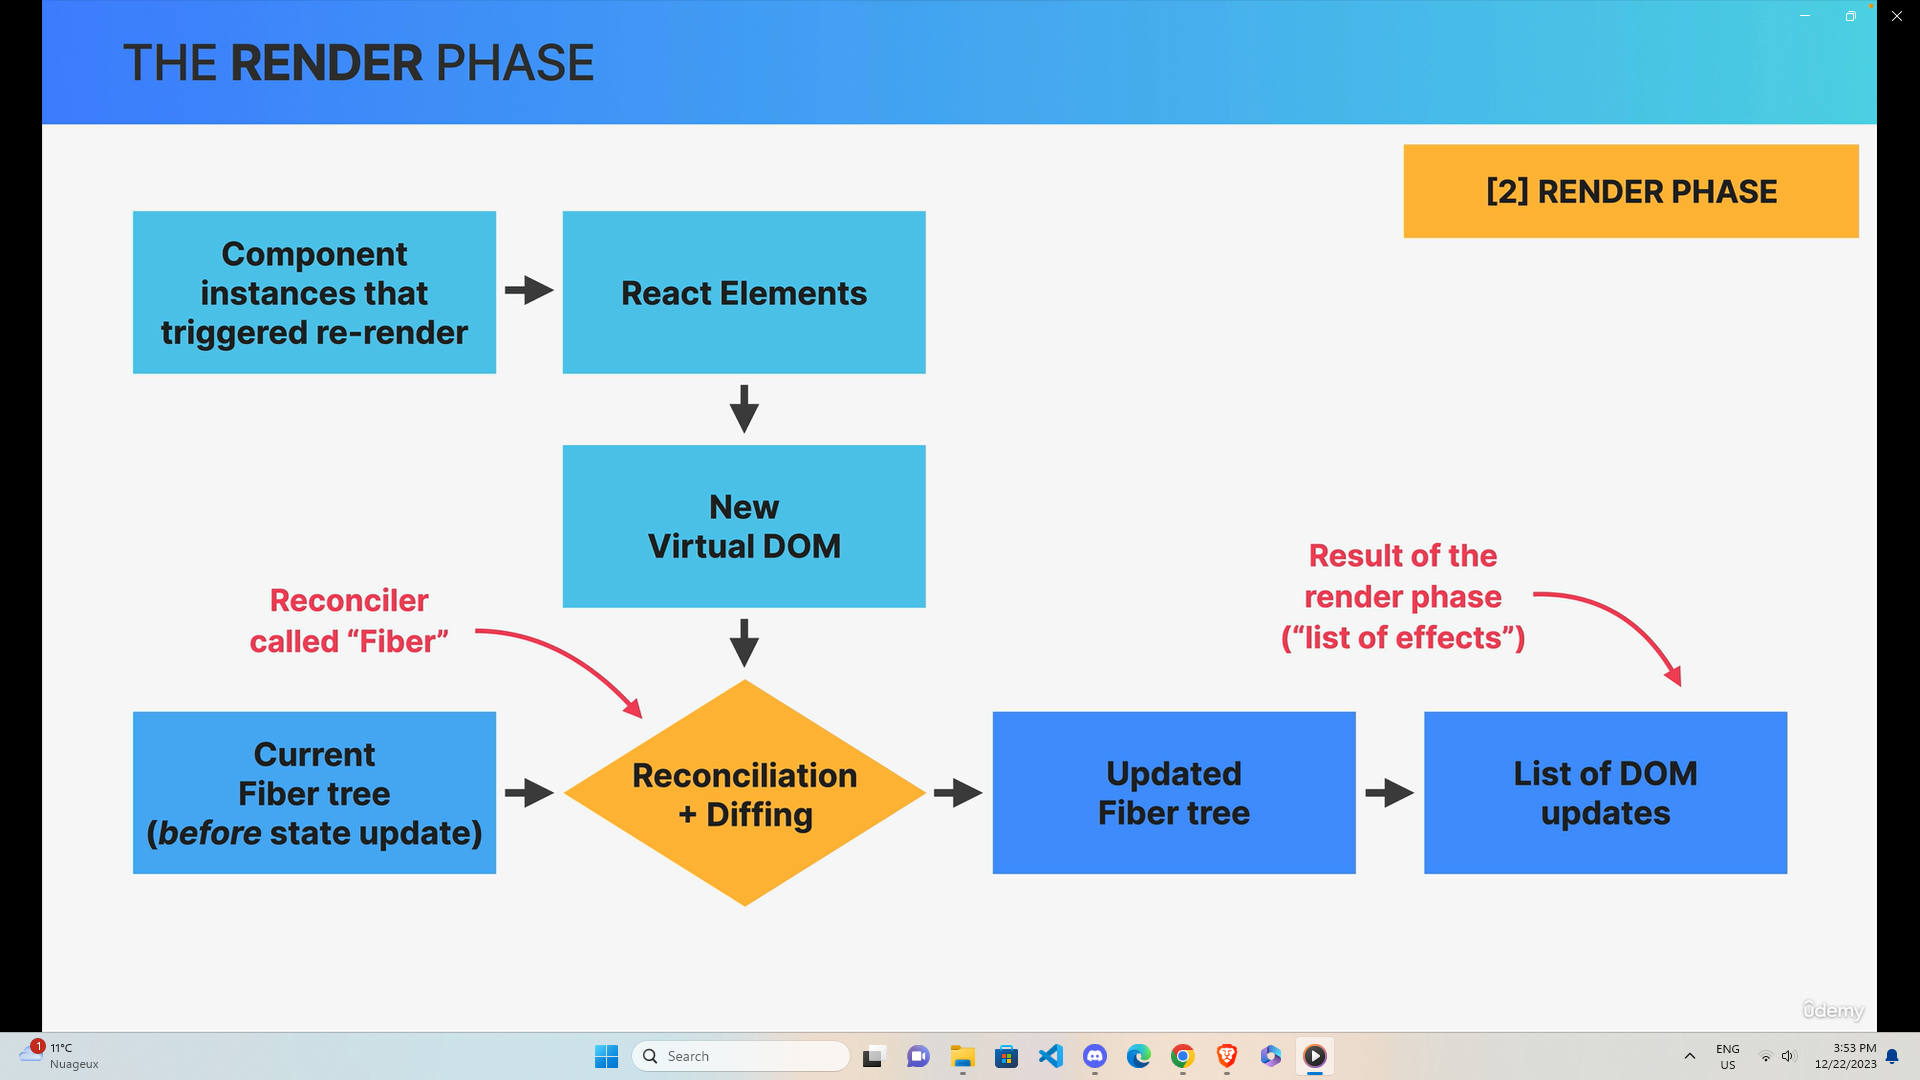 THE RENDER PHASE
[2] RENDER PHASE
Component
instances that
triggered re-render
React Elements
New
Virtual DOM
Reconciler
called “Fiber”
Result of the
render phase
(“list of effects”)
Current
Fiber tree
(before state update)
Reconciliation
+ Diffing
Updated
Fiber tree
List of DOM
updates
ûdemy
1
11°C
Nuageux
Search
ENG
US
3:53 PM
12/22/2023